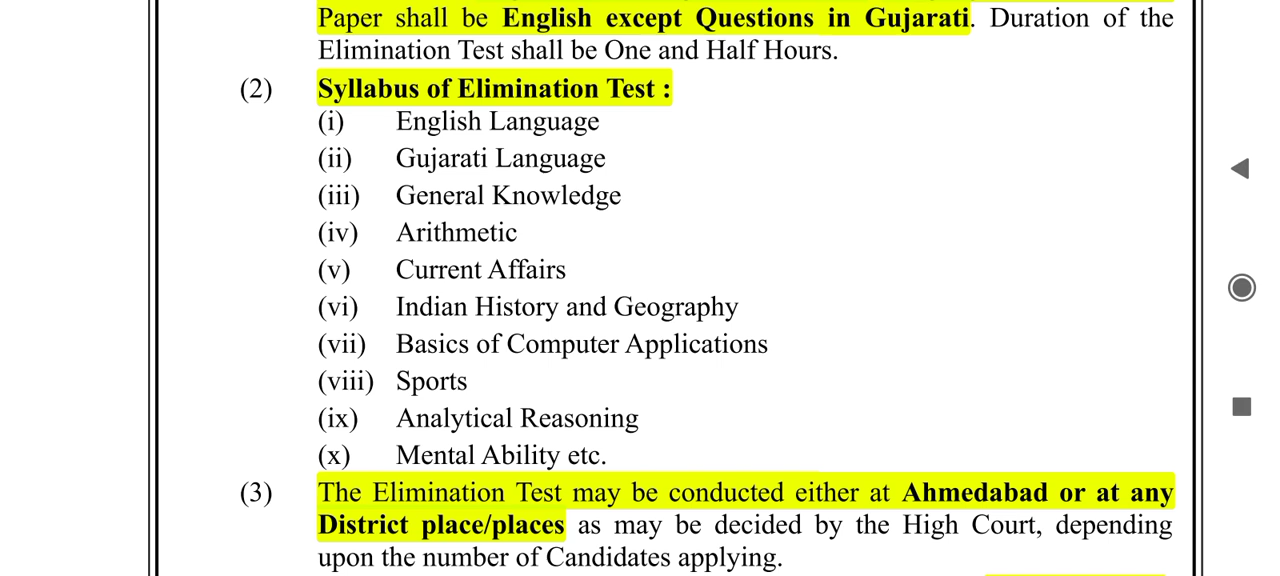 Paper shall be English except Questions in Gujarati. Duration of the
Elimination Test shall be One and Half Hours.
(2) Syllabus of Elimination Test :
(i) English Language
(ii) Gujarati Language
(iii) General Knowledge
(iv) Arithmetic
(v) Current Affairs
(vi) Indian History and Geography
(vii) Basics of Computer Applications
(viii) Sports
(ix) Analytical Reasoning
(x) Mental Ability etc.
(3) The Elimination Test may be conducted either at Ahmedabad or at any
District place/places as may be decided by the High Court, depending
upon the number of Candidates applying.